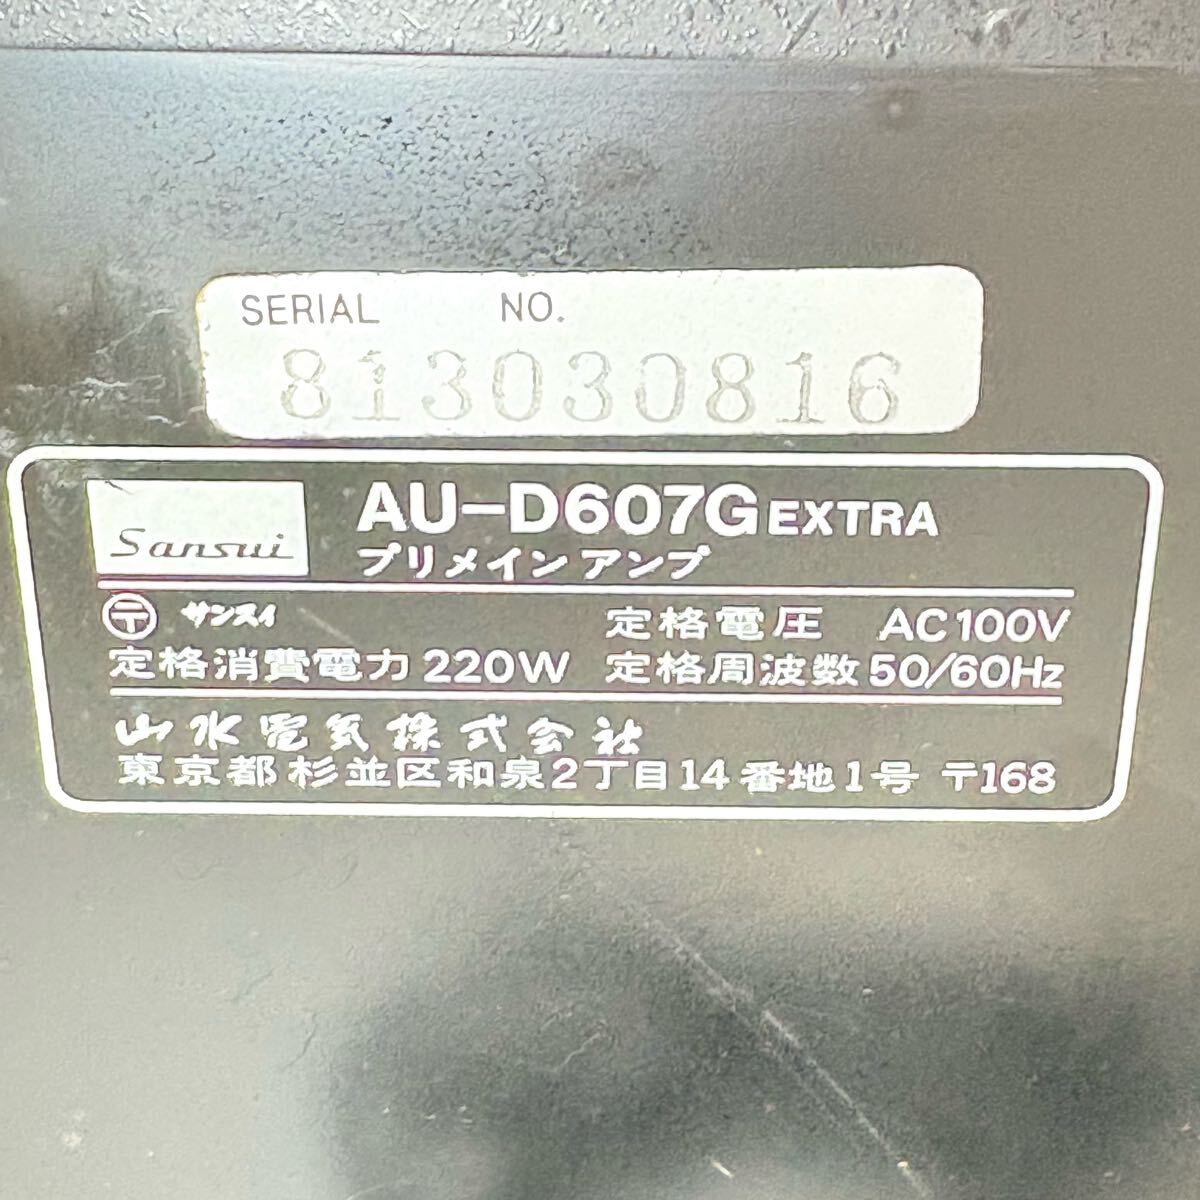 SERIAL NO.
813030816
Sansui
AU-D607G EXTRA
プリメインアンプ
〒 サンスイ 定格電圧 AC100V
定格消費電力 220W 定格周波数 50/60Hz
山水電気株式会社
東京都杉並区和泉2丁目14番地1号 〒168